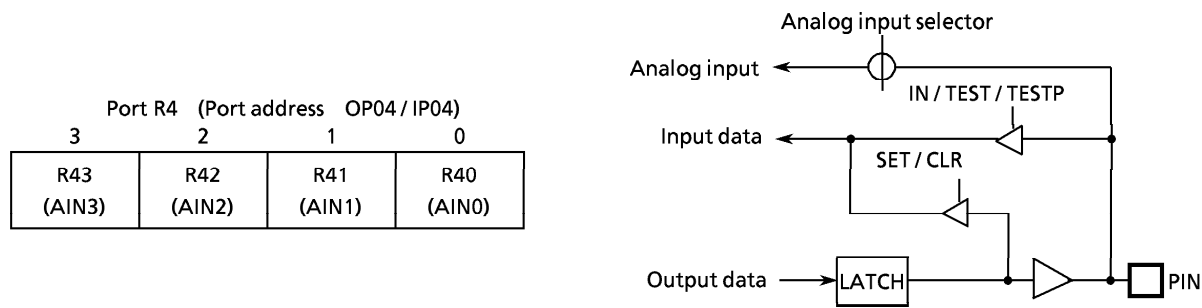 Port R4 (Port address OP04 / IP04)
3 2 1 0
R43 R42 R41 R40
(AIN3) (AIN2) (AIN1) (AIN0)
Analog input selector
Analog input
IN / TEST / TESTP
Input data
SET / CLR
Output data
LATCH
PIN